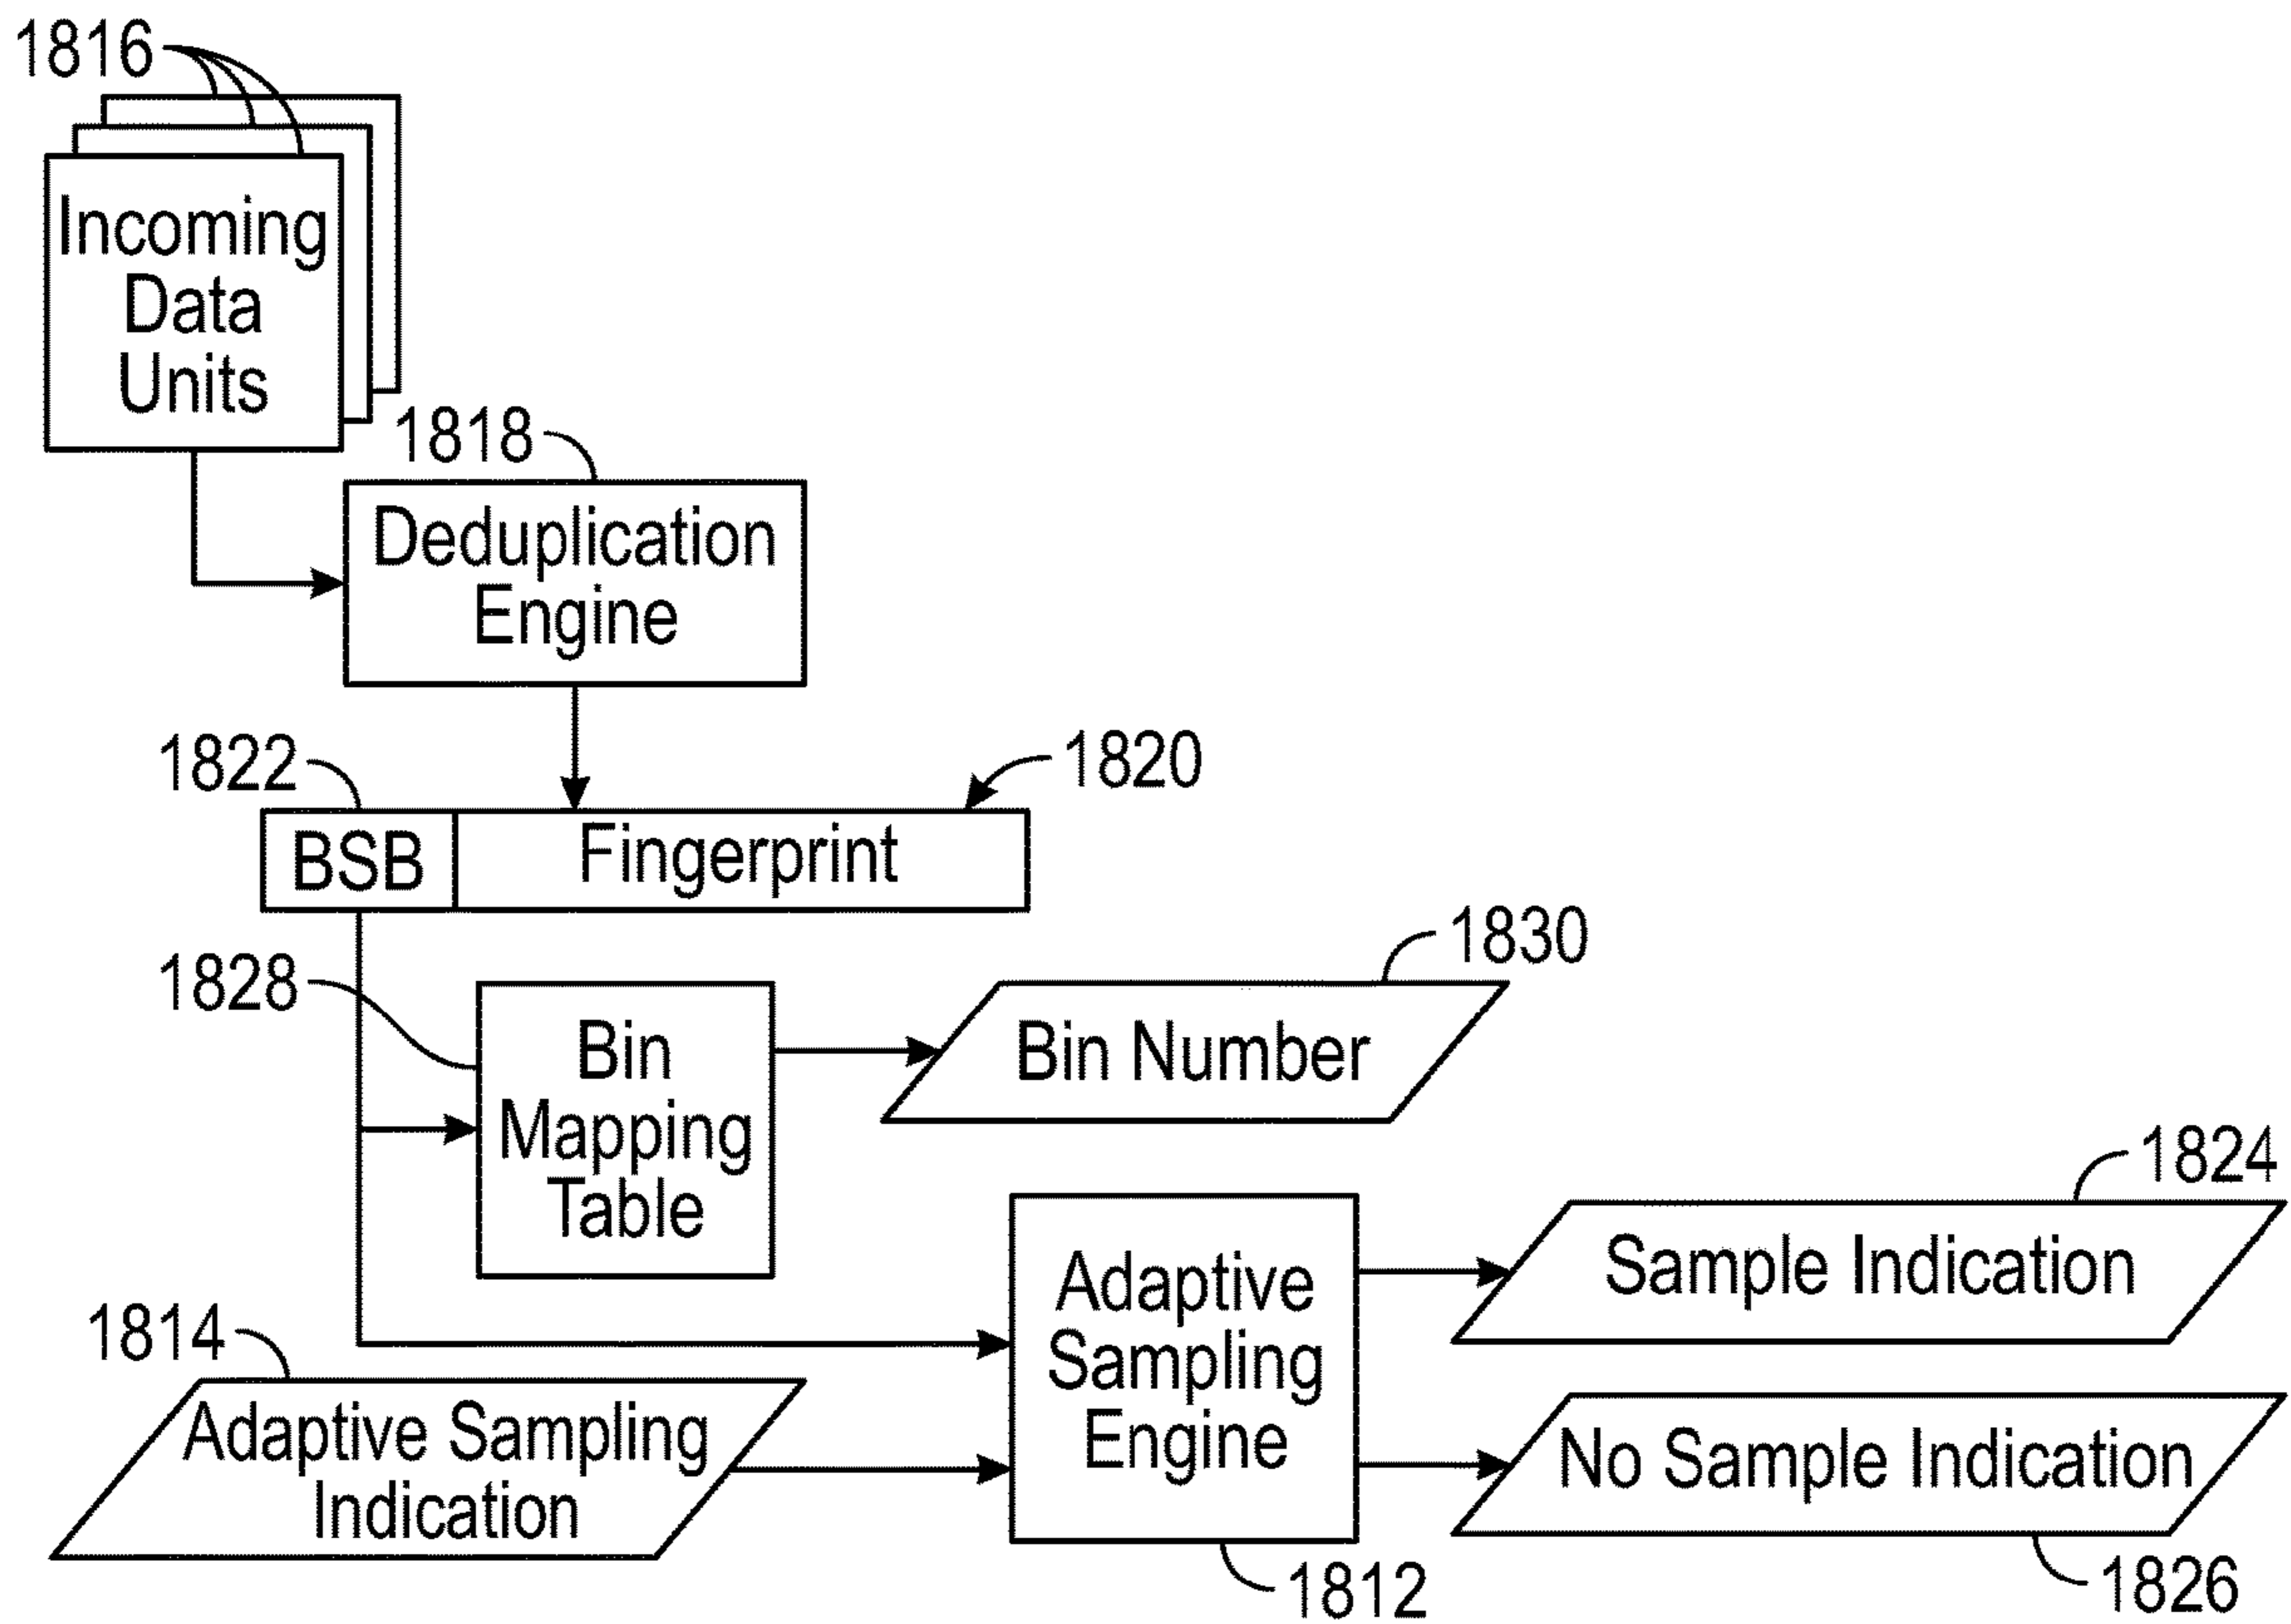 1816
Incoming
Data
Units
1818
Deduplication
Engine
1822
1820
BSB
Fingerprint
1830
1828
Bin
Mapping
Table
Bin Number
1824
Sample Indication
1814
Adaptive Sampling
Indication
Adaptive
Sampling
Engine
No Sample Indication
1812
1826